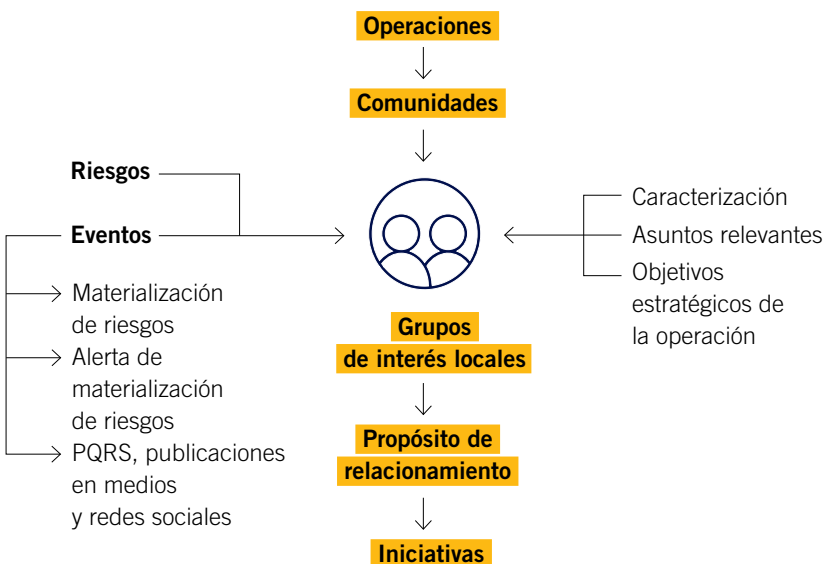 Operaciones
Comunidades
Riesgos
Eventos
Materialización
de riesgos
Alerta de
materialización
de riesgos
PQRS, publicaciones
en medios
y redes sociales
Caracterización
Asuntos relevantes
Objetivos
estratégicos de
la operación
Grupos
de interés locales
Propósito de
relacionamiento
Iniciativas